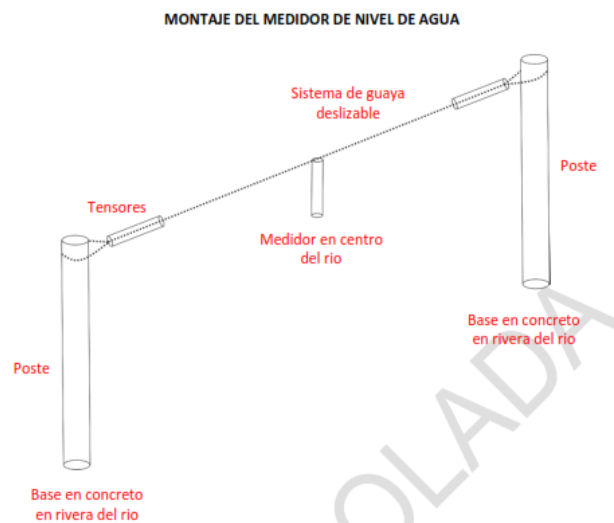 MONTAJE DEL MEDIDOR DE NIVEL DE AGUA
Sistema de guaya
deslizable
Poste
Tensores
Medidor en centro
del rio
Base en concreto
en rivera del rio
Poste
Base en concreto
en rivera del rio
OLADA